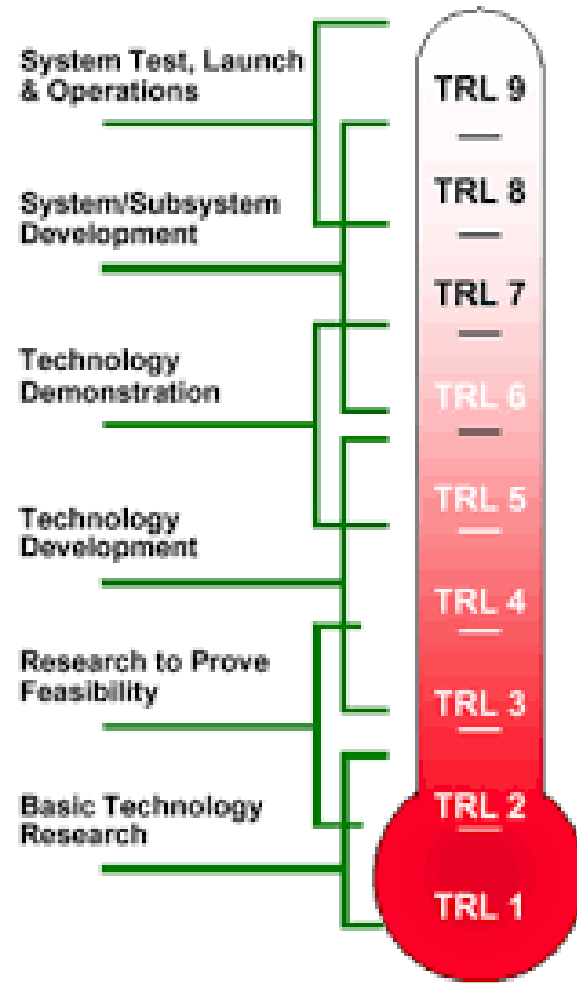 System Test, Launch
& Operations
System/Subsystem
Development
Technology
Demonstration
Technology
Development
Research to Prove
Feasibility
Basic Technology
Research
TRL 9
TRL 8
TRL 7
TRL 6
TRL 5
TRL 4
TRL 3
TRL 2
TRL 1